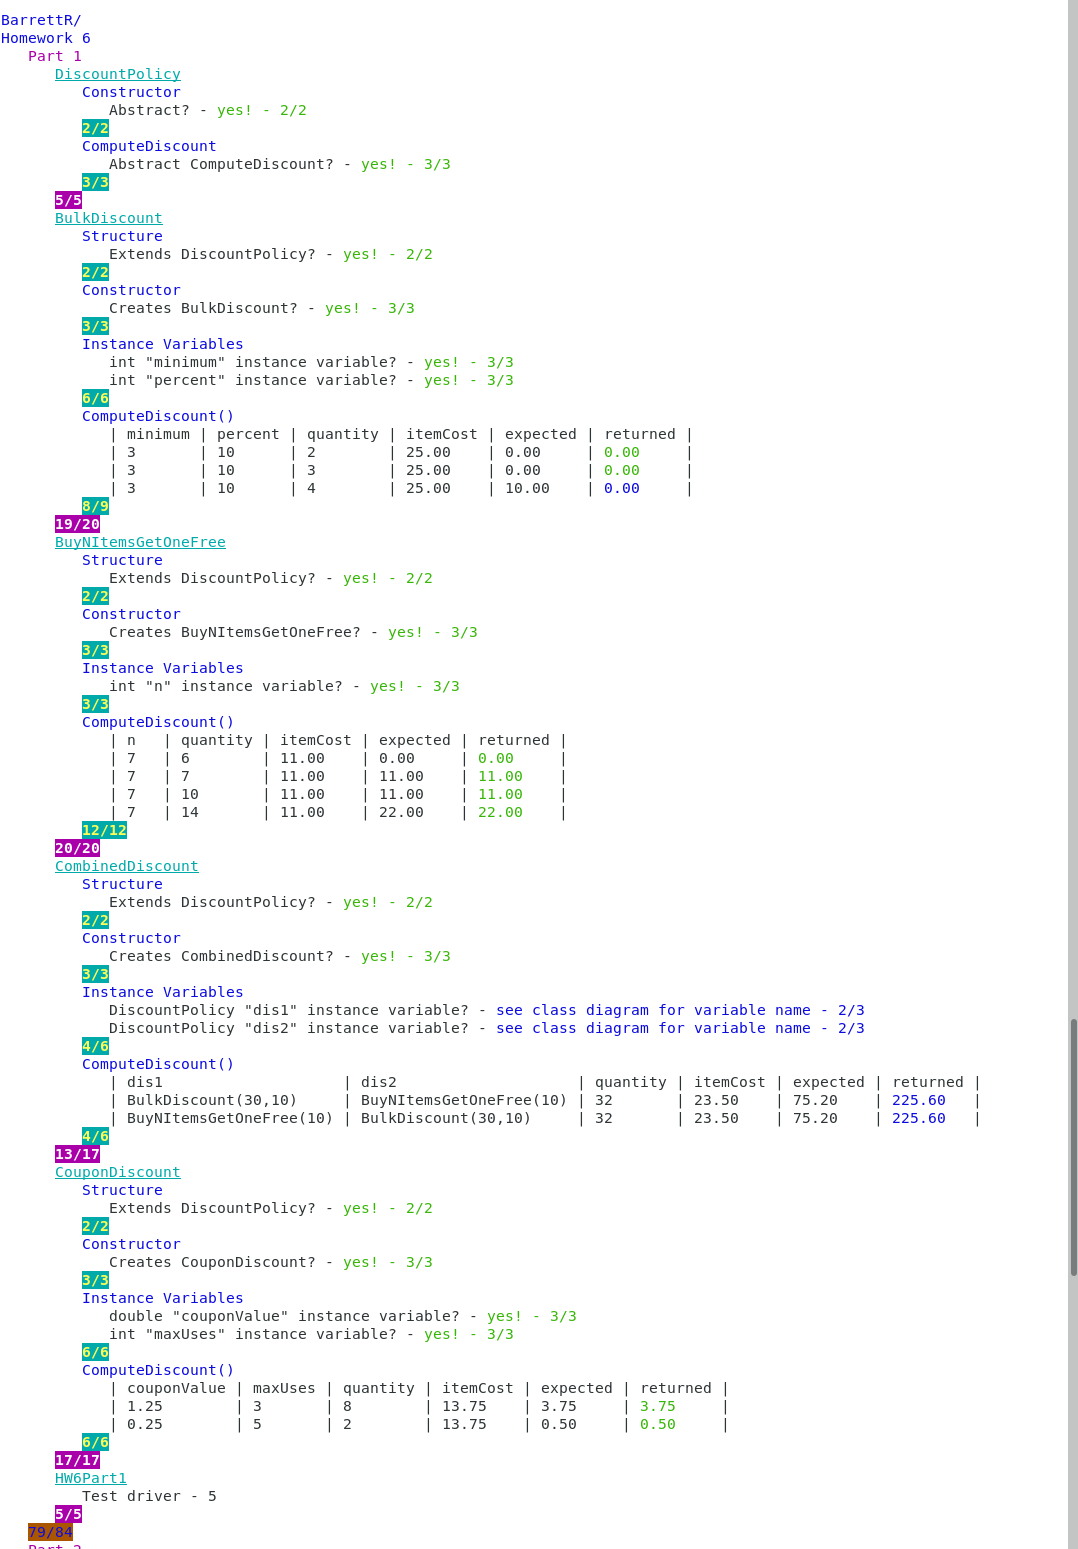 BarrettR/
Homework 6
Part 1
DiscountPolicy
Constructor
Abstract? - yes! - 2/2
2/2
ComputeDiscount
Abstract ComputeDiscount? - yes! - 3/3
3/3
5/5
BulkDiscount
Structure
Extends DiscountPolicy? - yes! - 2/2
2/2
Constructor
Creates BulkDiscount? - yes! - 3/3
3/3
Instance Variables
int "minimum" instance variable? - yes! - 3/3
int "percent" instance variable? - yes! - 3/3
6/6
ComputeDiscount()
| minimum | percent | quantity | itemCost | expected | returned |
| 3 | 10 | 2 | 25.00 | 0.00 | 0.00 |
| 3 | 10 | 3 | 25.00 | 0.00 | 0.00 |
| 3 | 10 | 4 | 25.00 | 10.00 | 0.00 |
8/9
19/20
BuyNItemsGetOneFree
Structure
Extends DiscountPolicy? - yes! - 2/2
2/2
Constructor
Creates BuyNItemsGetOneFree? - yes! - 3/3
3/3
Instance Variables
int "n" instance variable? - yes! - 3/3
3/3
ComputeDiscount()
| n | quantity | itemCost | expected | returned |
| 7 | 6 | 11.00 | 0.00 | 0.00 |
| 7 | 7 | 11.00 | 11.00 | 11.00 |
| 7 | 10 | 11.00 | 11.00 | 11.00 |
| 7 | 14 | 11.00 | 22.00 | 22.00 |
12/12
20/20
CombinedDiscount
Structure
Extends DiscountPolicy? - yes! - 2/2
2/2
Constructor
Creates CombinedDiscount? - yes! - 3/3
3/3
Instance Variables
DiscountPolicy "dis1" instance variable? - see class diagram for variable name - 2/3
DiscountPolicy "dis2" instance variable? - see class diagram for variable name - 2/3
4/6
ComputeDiscount()
| dis1 | dis2 | quantity | itemCost | expected | returned |
| BulkDiscount(30,10) | BuyNItemsGetOneFree(10) | 32 | 23.50 | 75.20 | 225.60 |
| BuyNItemsGetOneFree(10) | BulkDiscount(30,10) | 32 | 23.50 | 75.20 | 225.60 |
4/6
13/17
CouponDiscount
Structure
Extends DiscountPolicy? - yes! - 2/2
2/2
Constructor
Creates CouponDiscount? - yes! - 3/3
3/3
Instance Variables
double "couponValue" instance variable? - yes! - 3/3
int "maxUses" instance variable? - yes! - 3/3
6/6
ComputeDiscount()
| couponValue | maxUses | quantity | itemCost | expected | returned |
| 1.25 | 3 | 8 | 13.75 | 3.75 | 3.75 |
| 0.25 | 5 | 2 | 13.75 | 0.50 | 0.50 |
6/6
17/17
HW6Part1
Test driver - 5
5/5
79/84
Part 2